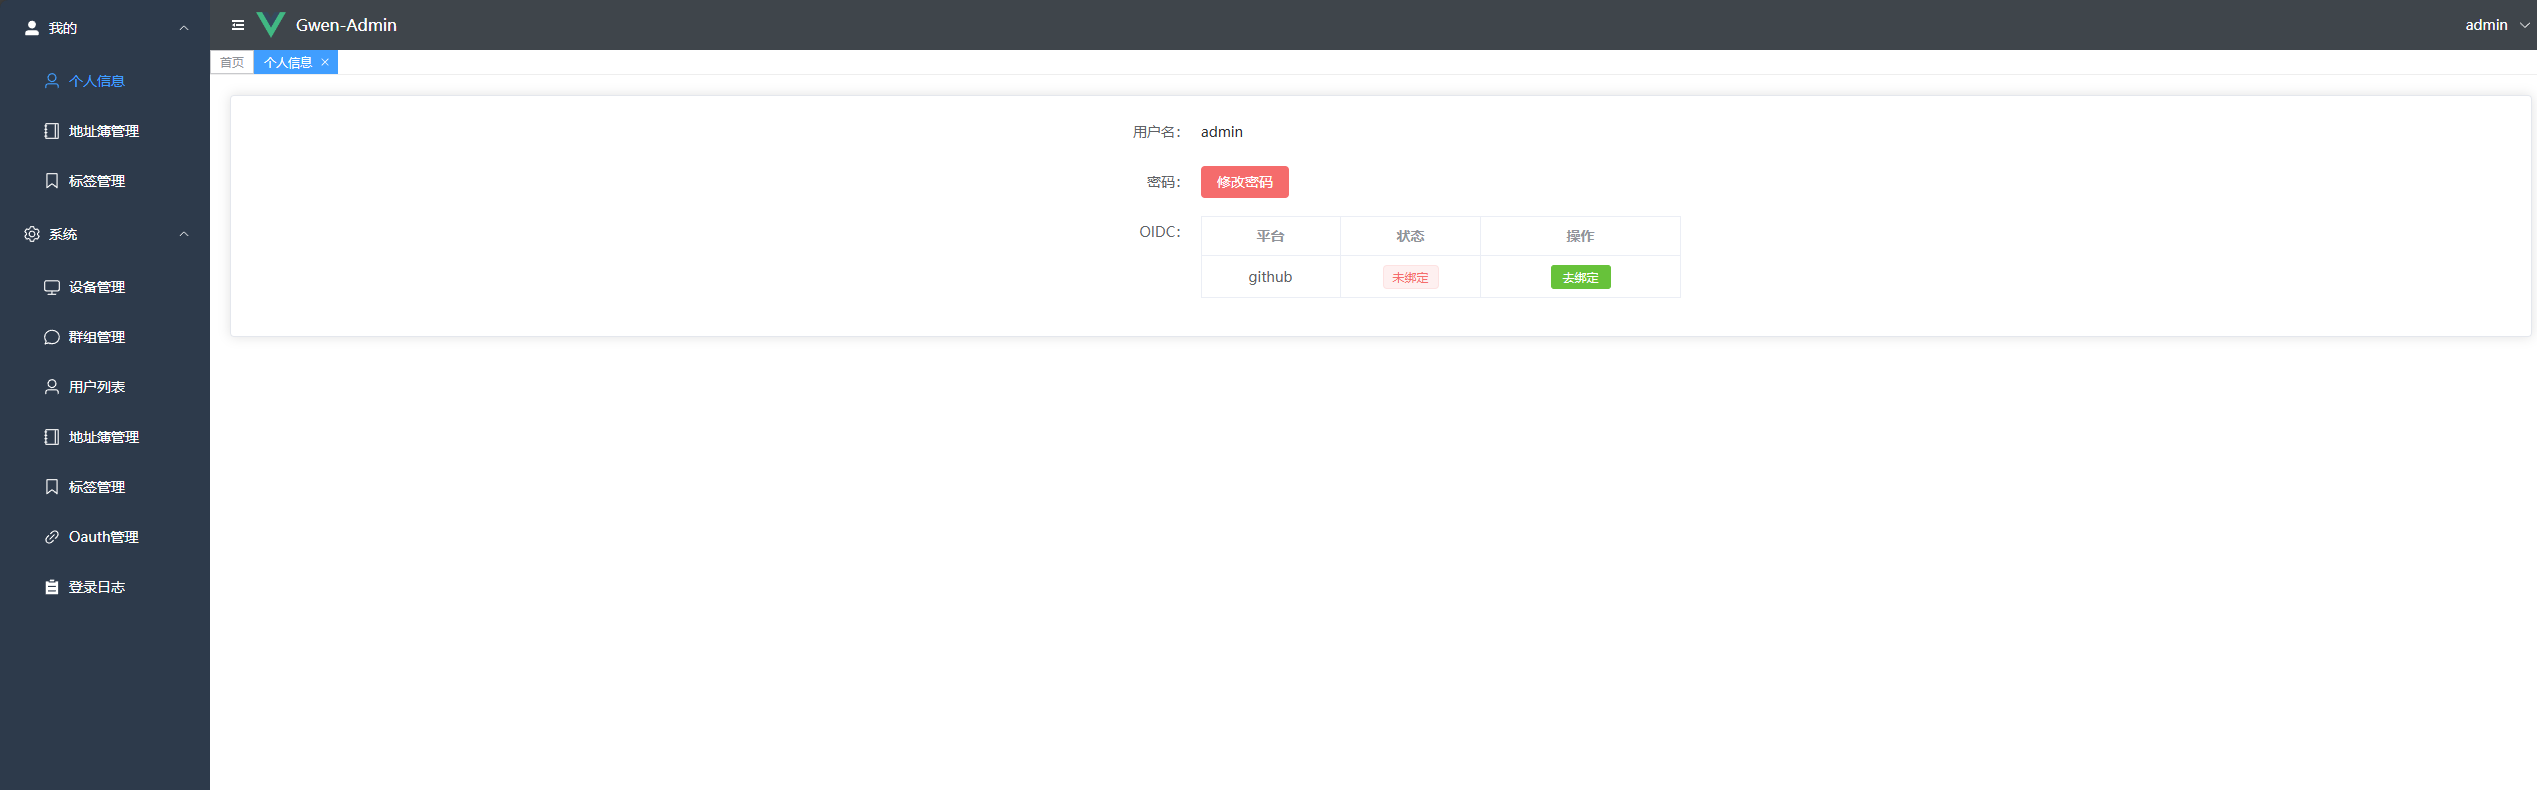 我的
个人信息
地址簿管理
标签管理
系统
设备管理
群组管理
用户列表
地址簿管理
标签管理
Oauth管理
登录日志
Gwen-Admin
admin
首页 个人信息
用户名： admin
密码： 修改密码
OIDC： 平台 状态 操作
github 未绑定 去绑定